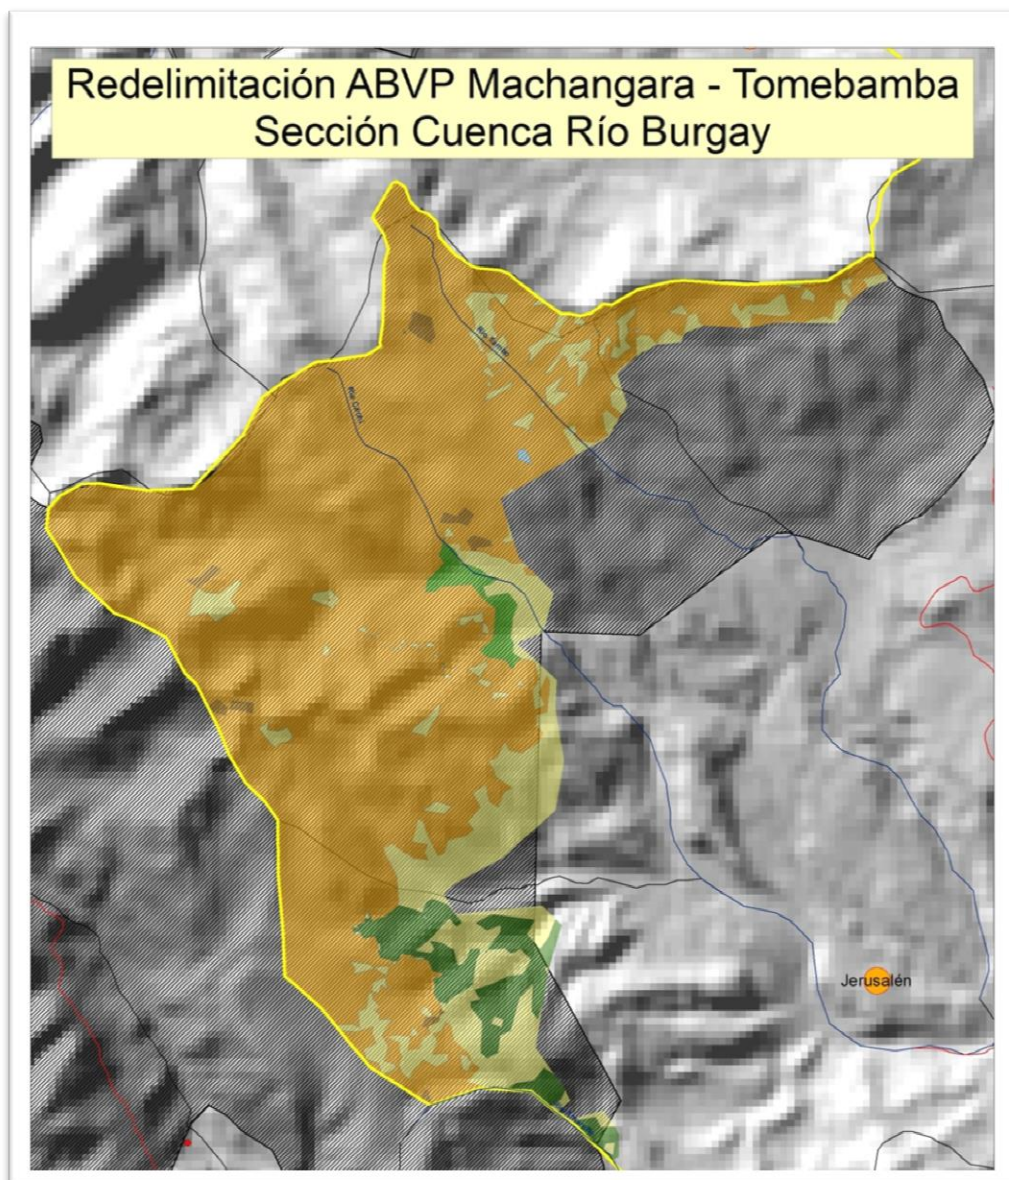 Redelimitación ABVP Machangara - Tomebamba
Sección Cuenca Río Burgay
Jerusalén